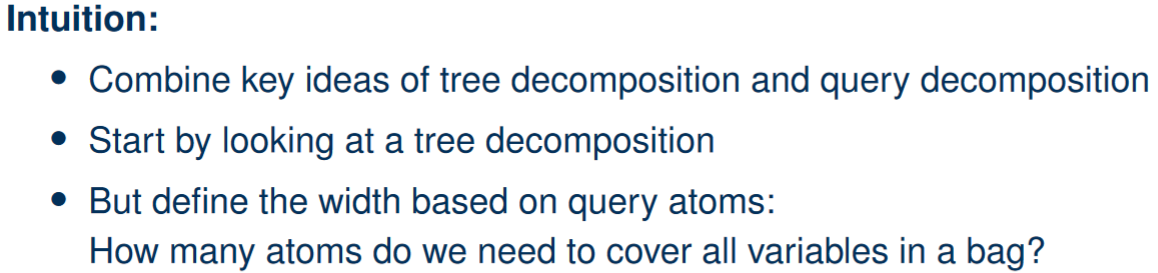 Intuition:
• Combine key ideas of tree decomposition and query decomposition
• Start by looking at a tree decomposition
• But define the width based on query atoms:
How many atoms do we need to cover all variables in a bag?